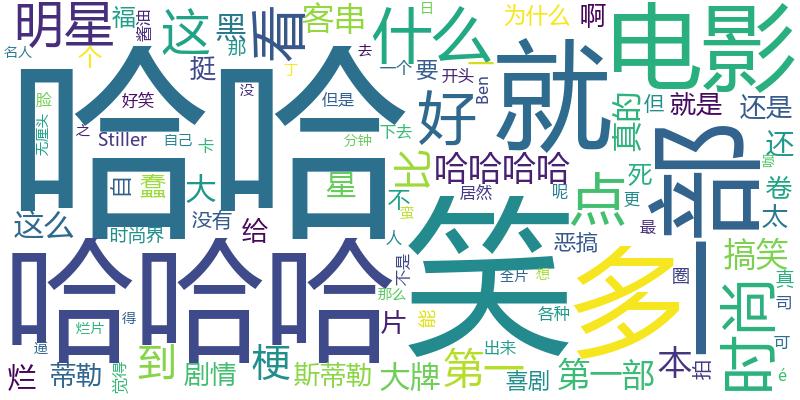 明星
这
黑
福
酱油
名人
个
那
看
客串
去
日
什么
为什么
啊
电影
哈哈
挺
丁
一个
要
开头
Ben
好笑
没
但是
就
真的
但
就是
还是
脸
无厘头
之
Stiller
自己
卡
分钟
下去
好
部
还
自
蠢
大
星
比
哈哈哈哈
死
卷
这么
时尚界
没有
给
不
蛮
居然
呢
点
更
太
哈哈哈
人
不是
笑
恶搞
最
搞笑
全片
想
多
一
圈
真
时尚
司
那么
各种
烂片
得
片
能
可
逼
出来
拍
烂
蒂勒
觉得
到
剧情
梗
斯蒂勒
大牌
第一
喜剧
第一部
本
é